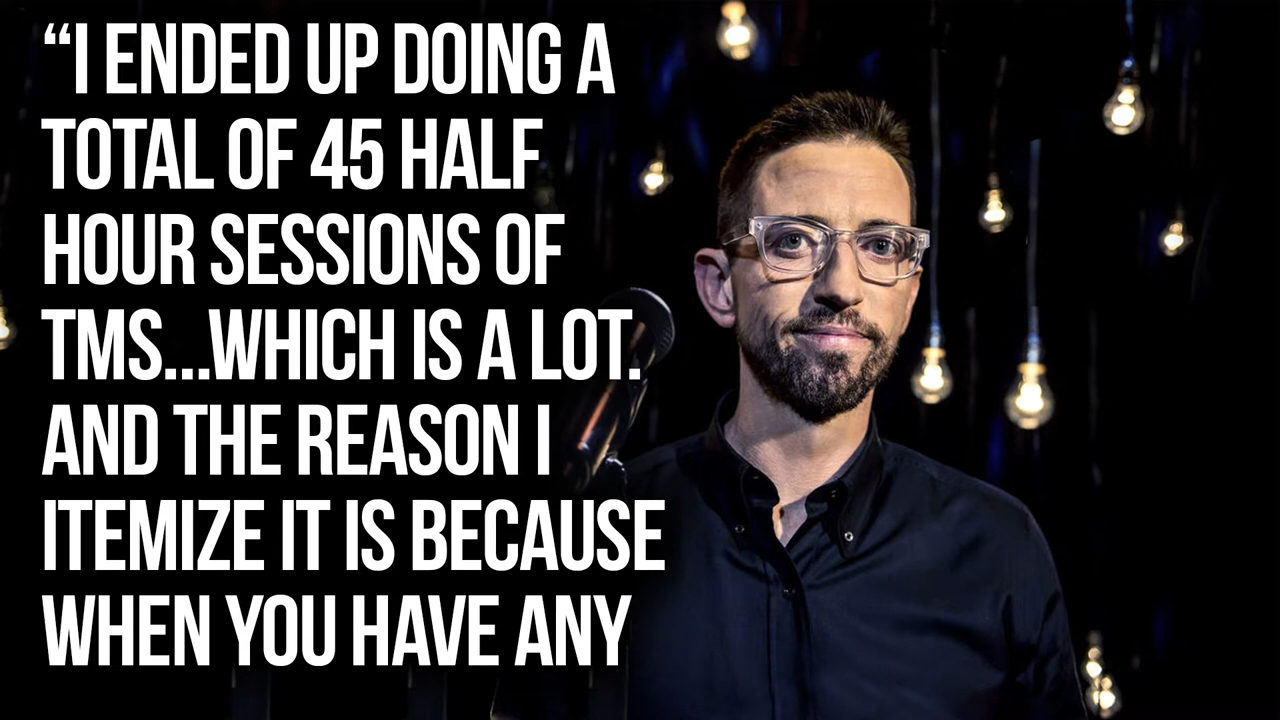 “I ENDED UP DOING A
TOTAL OF 45 HALF
HOUR SESSIONS OF
TMS...WHICH IS A LOT.
AND THE REASON I
ITEMIZE IT IS BECAUSE
WHEN YOU HAVE ANY